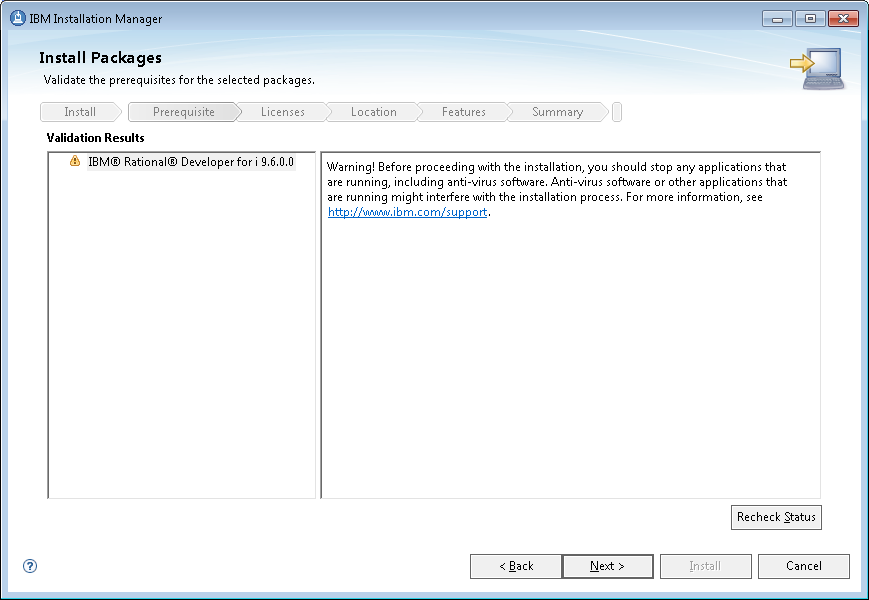 IBM Installation Manager
Install Packages
Validate the prerequisites for the selected packages.
Install Prerequisite Licenses Location Features Summary
Validation Results
IBM® Rational® Developer for i 9.6.0.0
Warning! Before proceeding with the installation, you should stop any applications that
are running, including anti-virus software. Anti-virus software or other applications that
are running might interfere with the installation process. For more information, see
http://www.ibm.com/support.
Recheck Status
?
< Back Next > Install Cancel